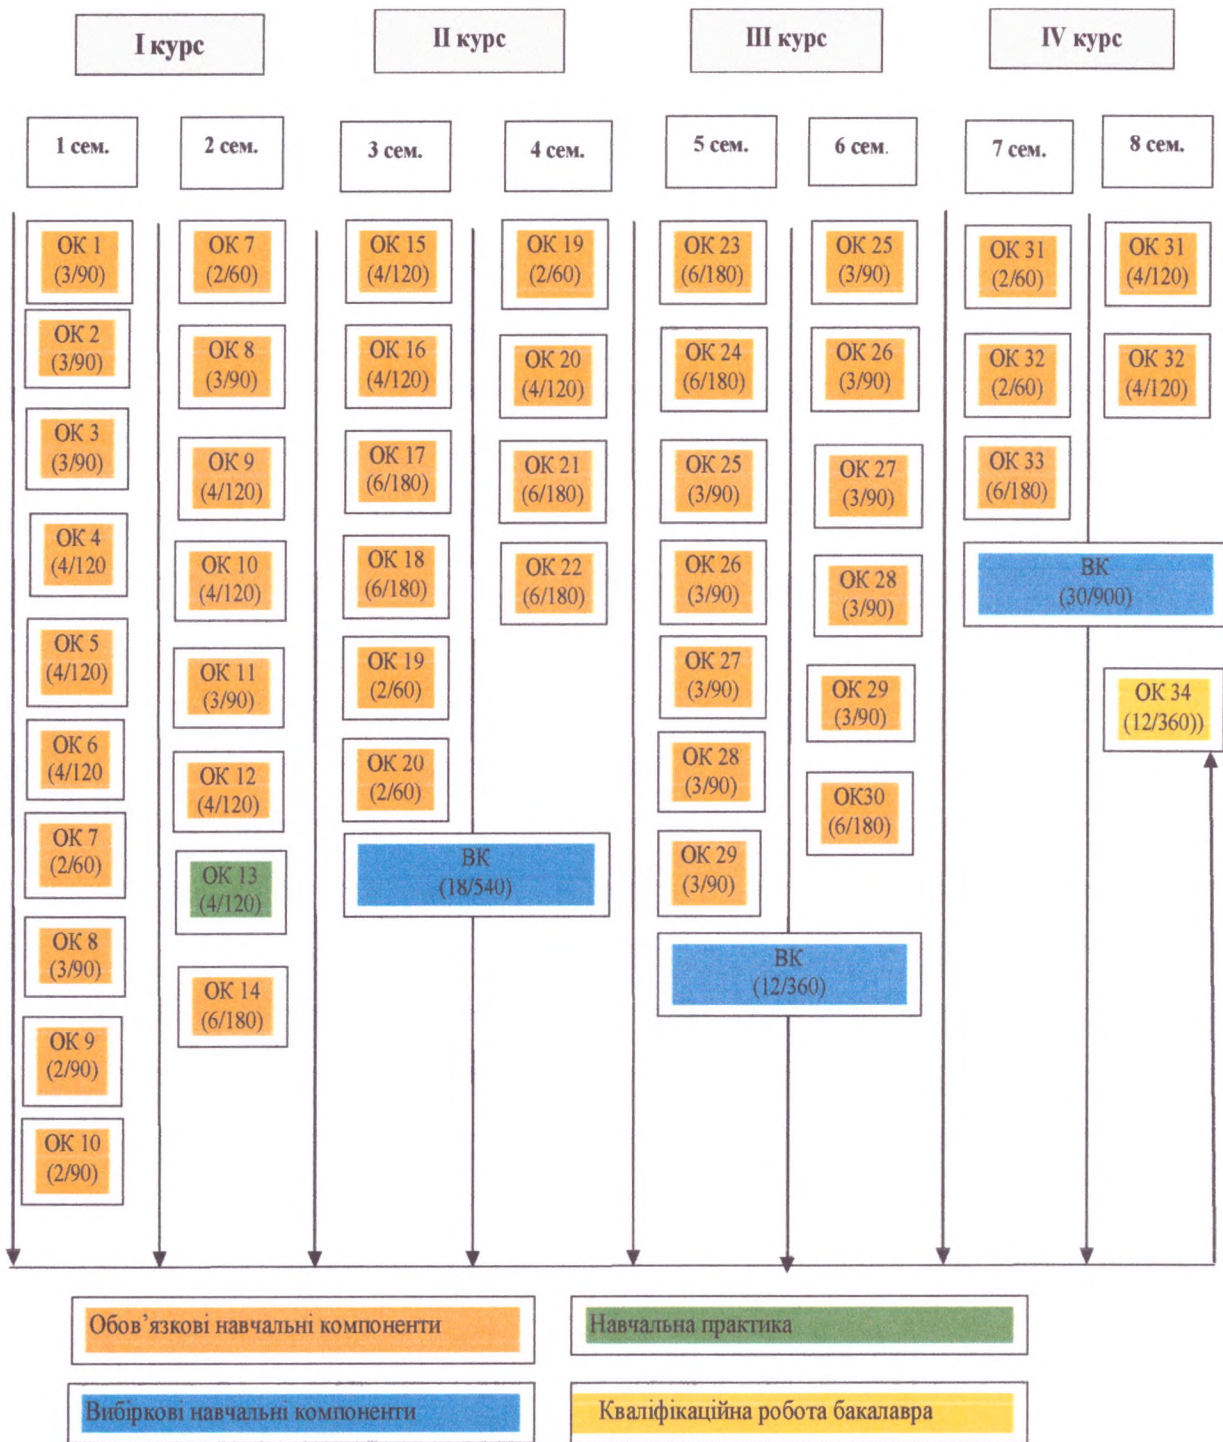 І курс
ІІ курс
ІІІ курс
IV курс
1 сем.
2 сем.
3 сем.
4 сем.
5 сем.
6 сем.
7 сем.
8 сем.
ОК 1
(3/90)
ОК 2
(3/90)
ОК 3
(3/90)
ОК 4
(4/120
ОК 5
(4/120)
ОК 6
(4/120
ОК 7
(2/60)
ОК 8
(3/90)
ОК 9
(2/90)
ОК 10
(2/90)
ОК 7
(2/60)
ОК 8
(3/90)
ОК 9
(4/120)
ОК 10
(4/120)
ОК 11
(3/90)
ОК 12
(4/120)
ОК 13
(4/120)
ОК 14
(6/180)
ОК 15
(4/120)
ОК 16
(4/120)
ОК 17
(6/180)
ОК 18
(6/180)
ОК 19
(2/60)
ОК 20
(2/60)
ОК 19
(2/60)
ОК 20
(4/120)
ОК 21
(6/180)
ОК 22
(6/180)
ВК
(18/540)
ОК 23
(6/180)
ОК 24
(6/180)
ОК 25
(3/90)
ОК 26
(3/90)
ОК 27
(3/90)
ОК 28
(3/90)
ОК 29
(3/90)
ОК 25
(3/90)
ОК 26
(3/90)
ОК 27
(3/90)
ОК 28
(3/90)
ОК 29
(3/90)
ОК30
(6/180)
ВК
(12/360)
ОК 31
(2/60)
ОК 32
(2/60)
ОК 33
(6/180)
ОК 31
(4/120)
ОК 32
(4/120)
ВК
(30/900)
ОК 34
(12/360))
Обов’язкові навчальні компоненти
Навчальна практика
Вибіркові навчальні компоненти
Кваліфікаційна робота бакалавра